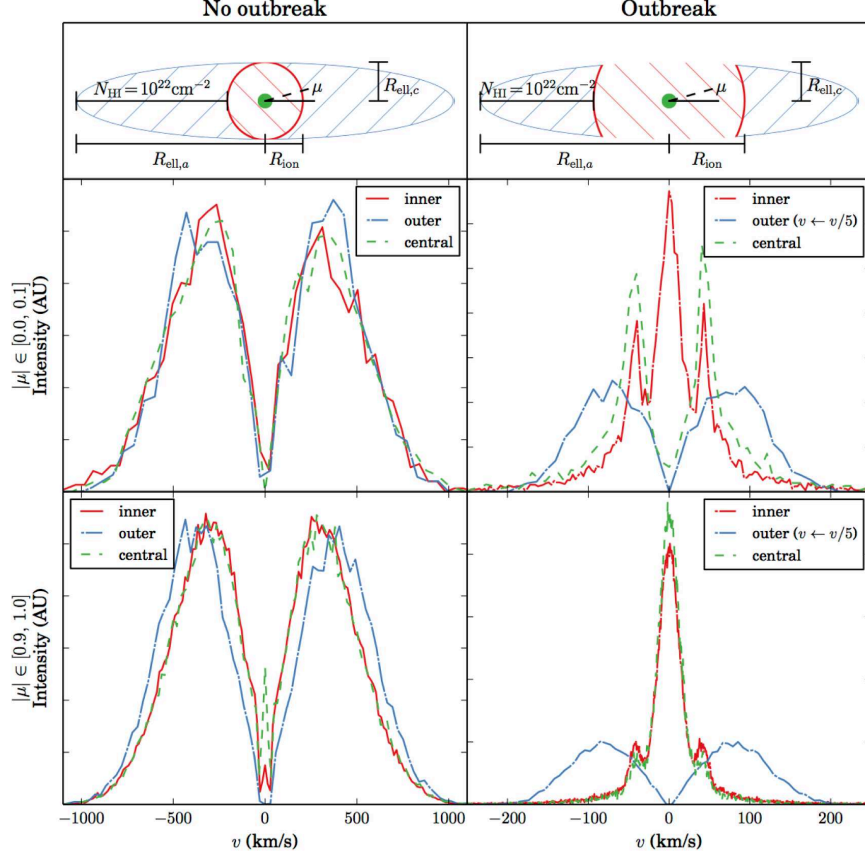 No outbreak
Outbreak
N_HI = 10^22 cm^−2
μ
R_ell,c
R_ell,a
R_ion
N_HI = 10^22 cm^−2
μ
R_ell,c
R_ell,a
R_ion
|μ| ∈ [0.0, 0.1]
Intensity (AU)
inner
outer
central
inner
outer (v ← v/5)
central
|μ| ∈ [0.9, 1.0]
Intensity (AU)
inner
outer
central
inner
outer (v ← v/5)
central
−1000 −500 0 500 1000
v (km/s)
−200 −100 0 100 200
v (km/s)